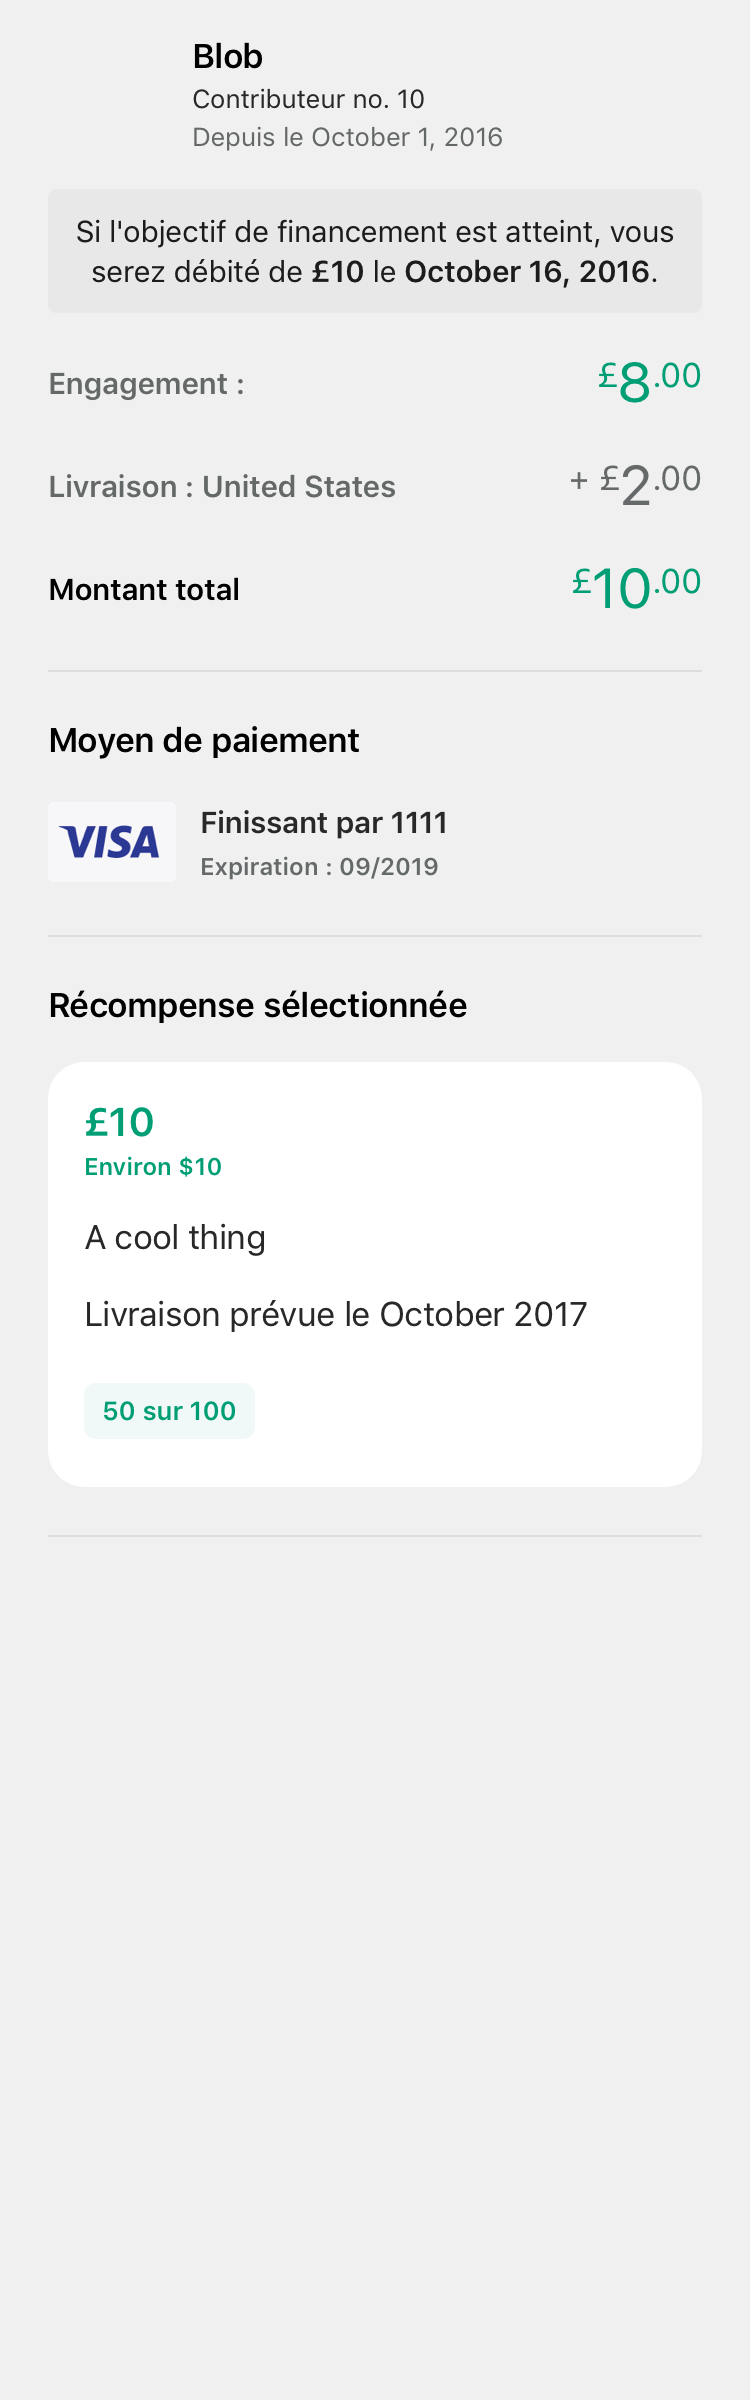 Blob
Contributeur no. 10
Depuis le October 1, 2016
Si l'objectif de financement est atteint, vous
serez débité de £10 le October 16, 2016.
Engagement : £8.00
Livraison : United States + £2.00
Montant total £10.00
Moyen de paiement
VISA
Finissant par 1111
Expiration : 09/2019
Récompense sélectionnée
£10
Environ $10
A cool thing
Livraison prévue le October 2017
50 sur 100